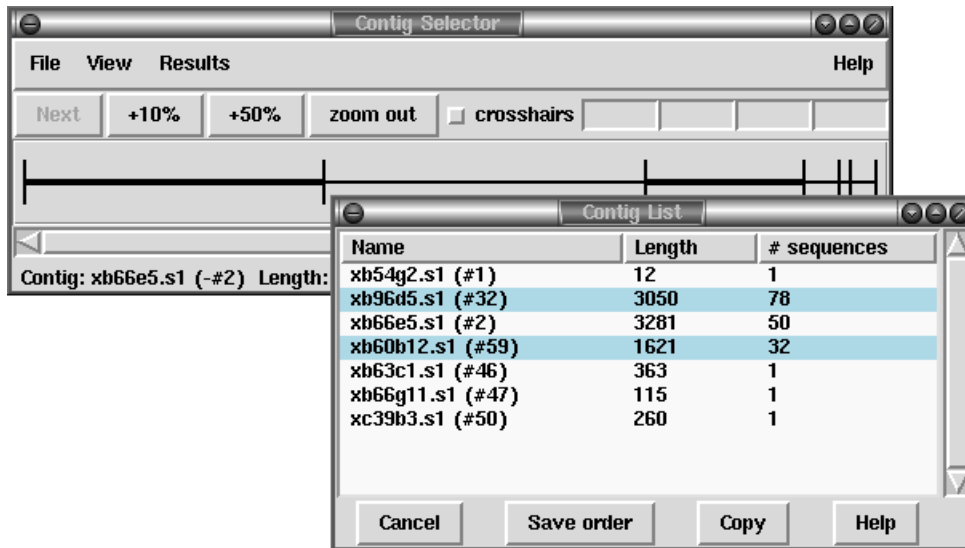 Contig Selector
File View Results Help
Next +10% +50% zoom out crosshairs
Contig: xb66e5.s1 (-#2) Length:
Contig List
Name Length # sequences
xb54g2.s1 (#1) 12 1
xb96d5.s1 (#32) 3050 78
xb66e5.s1 (#2) 3281 50
xb60b12.s1 (#59) 1621 32
xb63c1.s1 (#46) 363 1
xb66g11.s1 (#47) 115 1
xc39b3.s1 (#50) 260 1
Cancel Save order Copy Help